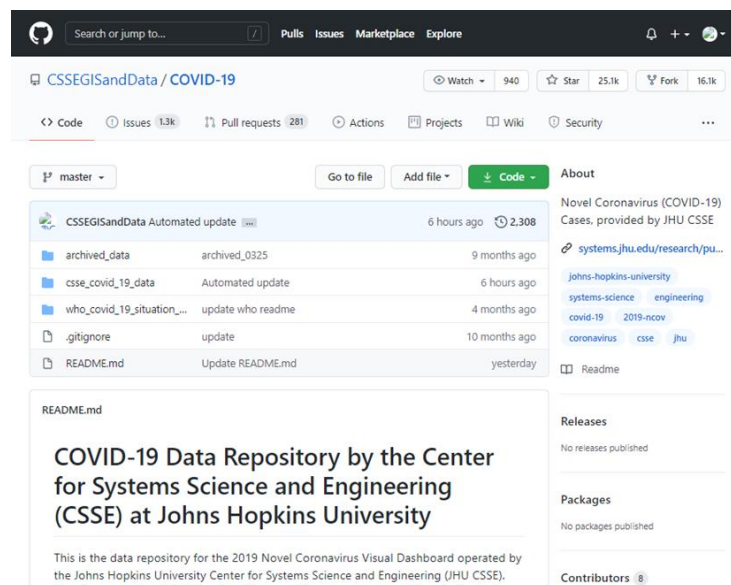 Search or jump to... /
Pulls Issues Marketplace Explore
CSSEGISandData / COVID-19
Watch 940
Star 25.1k
Fork 16.1k
Code
Issues 1.3k
Pull requests 281
Actions
Projects
Wiki
Security
...
master
Go to file
Add file
Code
CSSEGISandData Automated update ... 6 hours ago 2,308
archived_data archived_0325 9 months ago
csse_covid_19_data Automated update 6 hours ago
who_covid_19_situation_... update who readme 4 months ago
.gitignore update 10 months ago
README.md Update README.md yesterday
README.md
COVID-19 Data Repository by the Center
for Systems Science and Engineering
(CSSE) at Johns Hopkins University
This is the data repository for the 2019 Novel Coronavirus Visual Dashboard operated by
the Johns Hopkins University Center for Systems Science and Engineering (JHU CSSE).
About
Novel Coronavirus (COVID-19)
Cases, provided by JHU CSSE
systems.jhu.edu/research/pu...
johns-hopkins-university
systems-science engineering
covid-19 2019-ncov
coronavirus csse jhu
Readme
Releases
No releases published
Packages
No packages published
Contributors 8